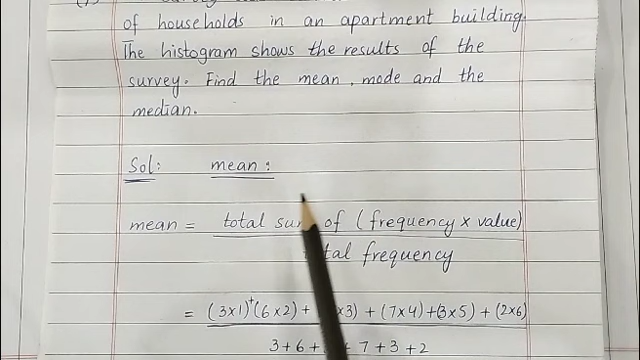 of households in an apartment building.
The histogram shows the results of the
survey. Find the mean, mode and the
median.
Sol: mean:
mean = total sum of (frequency x value)
total frequency
= (3x1)+(6x2)+ x3) + (7x4)+(3x5) + (2x6)
3+6+ + 7+3+2